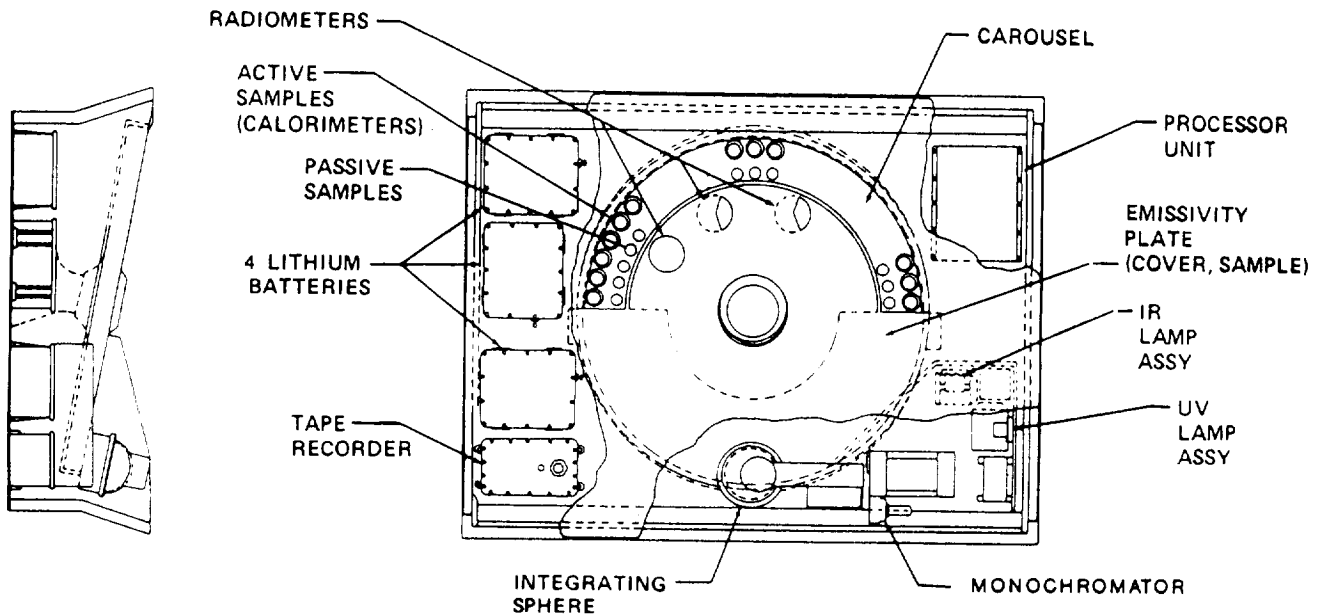 RADIOMETERS
ACTIVE
SAMPLES
(CALORIMETERS)
PASSIVE
SAMPLES
4 LITHIUM
BATTERIES
TAPE
RECORDER
INTEGRATING
SPHERE
CAROUSEL
PROCESSOR
UNIT
EMISSIVITY
PLATE
(COVER, SAMPLE)
IR
LAMP
ASSY
UV
LAMP
ASSY
MONOCHROMATOR